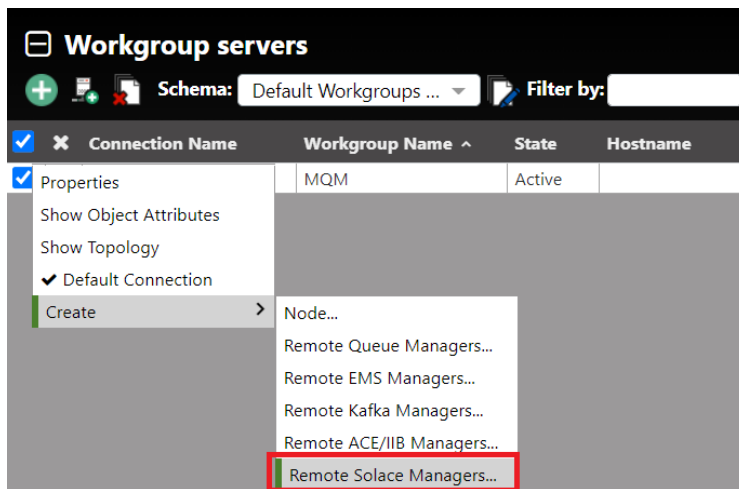 Workgroup servers
Schema: Default Workgroups ... Filter by:
Connection Name Workgroup Name State Hostname
MQM Active
Properties
Show Object Attributes
Show Topology
Default Connection
Create
Node...
Remote Queue Managers...
Remote EMS Managers...
Remote Kafka Managers...
Remote ACE/IIB Managers...
Remote Solace Managers...